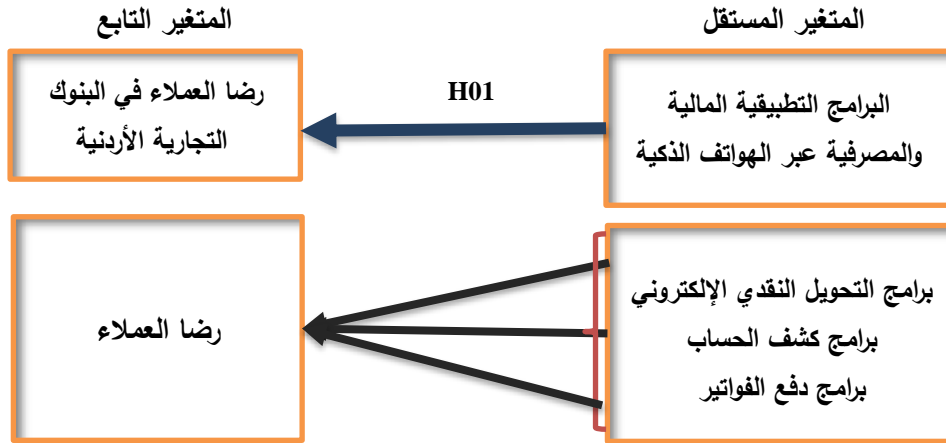 المتغير المستقل
المتغير التابع
البرامج التطبيقية المالية
والمصرفية عبر الهواتف الذكية
H01
رضا العملاء في البنوك
التجارية الأردنية
برامج التحويل النقدي الإلكتروني
برامج كشف الحساب
برامج دفع الفواتير
رضا العملاء